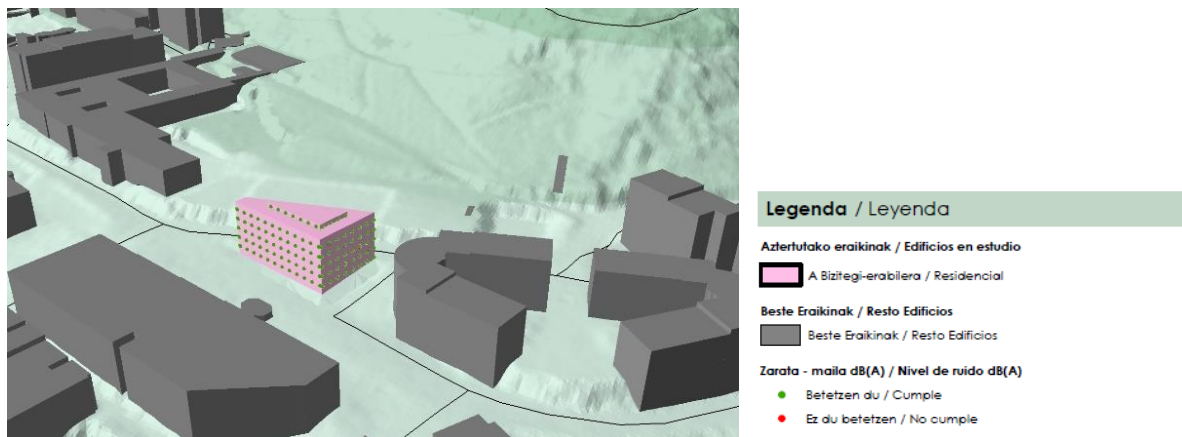 Legenda / Leyenda
Aztertutako eraikinak / Edificios en estudio
A Bizitegi-erabilera / Residencial
Beste Eraikinak / Resto Edificios
Beste Eraikinak / Resto Edificios
Zarata - maila dB(A) / Nivel de ruido dB(A)
Betetzen du / Cumple
Ez du betetzen / No cumple